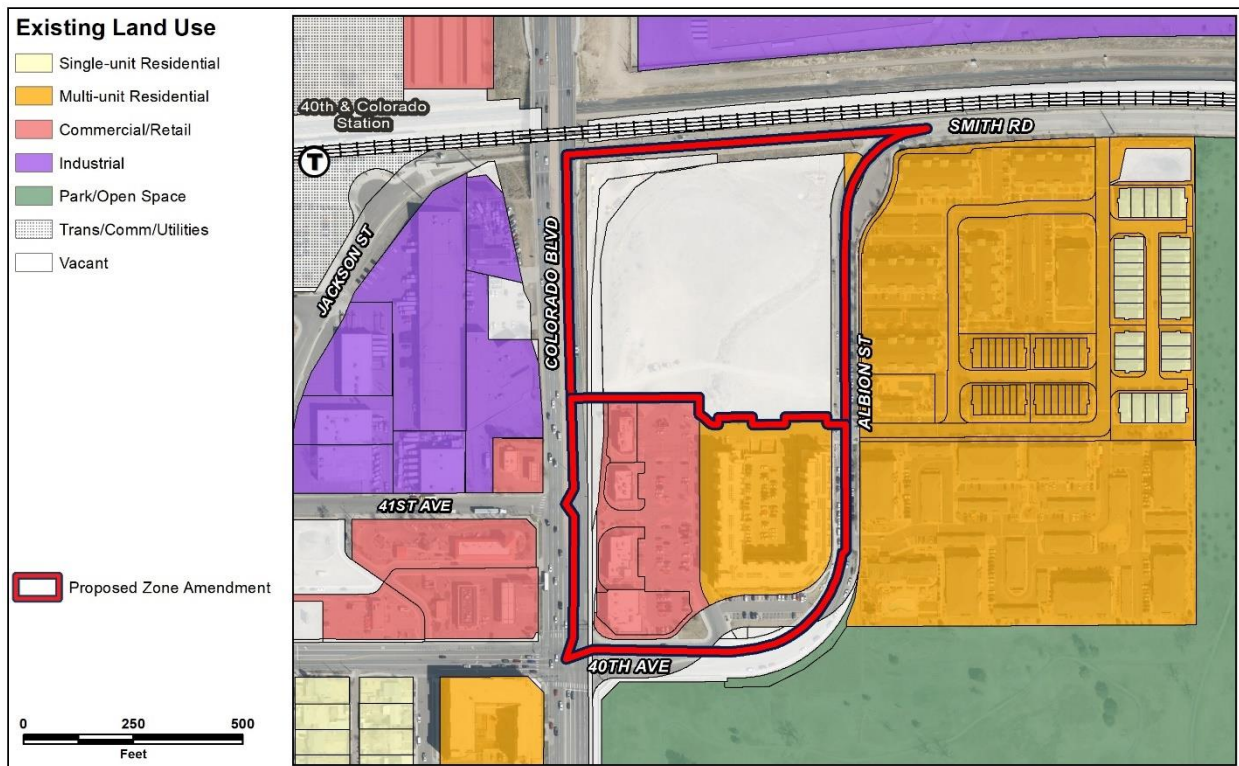 Existing Land Use
Single-unit Residential
Multi-unit Residential
Commercial/Retail
Industrial
Park/Open Space
Trans/Comm/Utilities
Vacant
Proposed Zone Amendment
0 250 500
Feet
40th & Colorado
Station
T
SMITH RD
JACKSON ST
COLORADO BLVD
ALBION ST
41ST AVE
40TH AVE